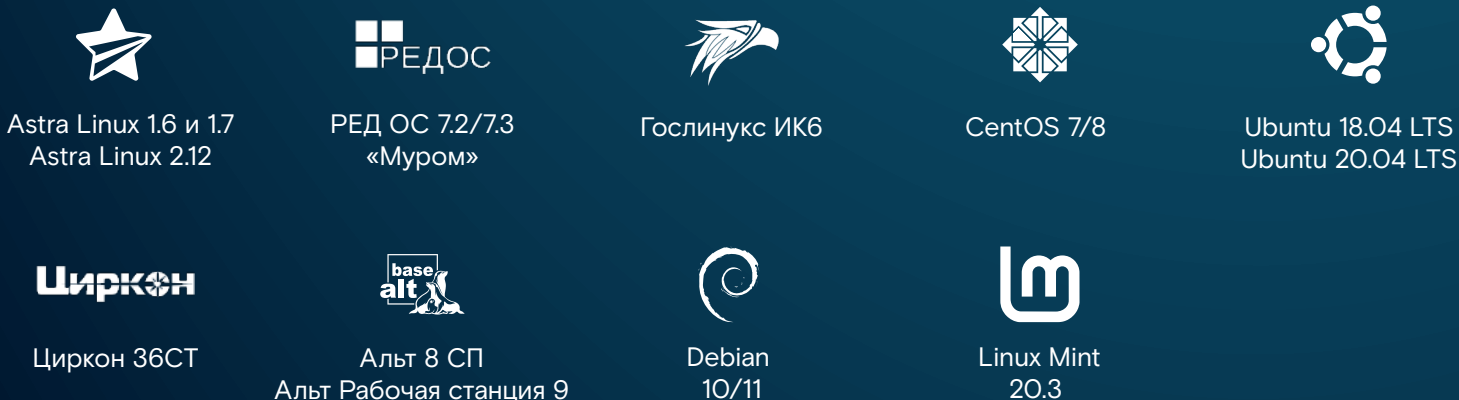 РЕДОС
Astra Linux 1.6 и 1.7
Astra Linux 2.12
РЕД ОС 7.2/7.3
«Муром»
Гослинукс ИК6
CentOS 7/8
Ubuntu 18.04 LTS
Ubuntu 20.04 LTS
Циркон
base
alt
lm
Циркон 36СТ
Альт 8 СП
Альт Рабочая станция 9
Debian
10/11
Linux Mint
20.3